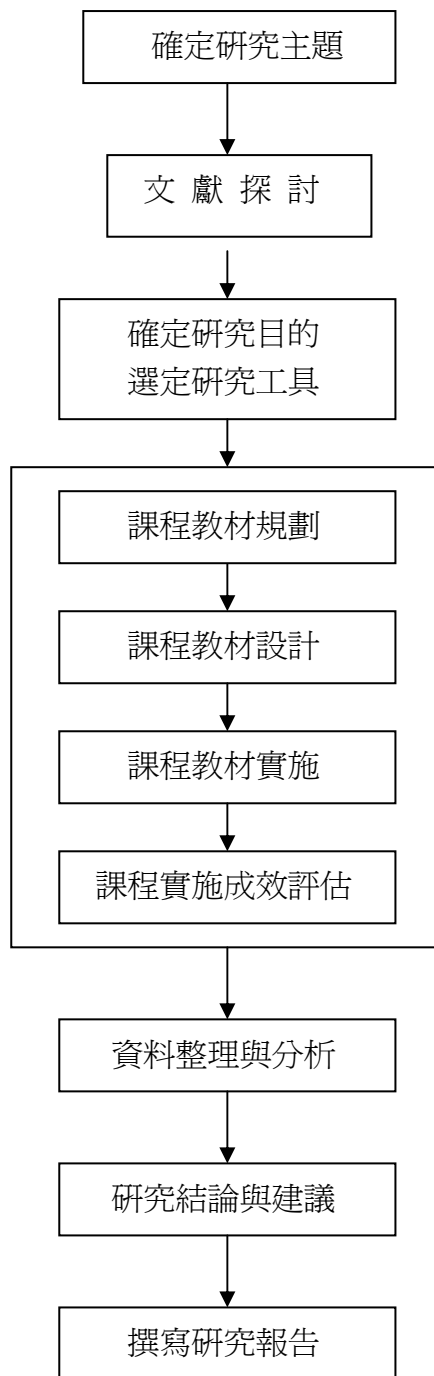 確定研究主題
文 獻 探 討
確定研究目的
選定研究工具
課程教材規劃
課程教材設計
課程教材實施
課程實施成效評估
資料整理與分析
研究結論與建議
撰寫研究報告